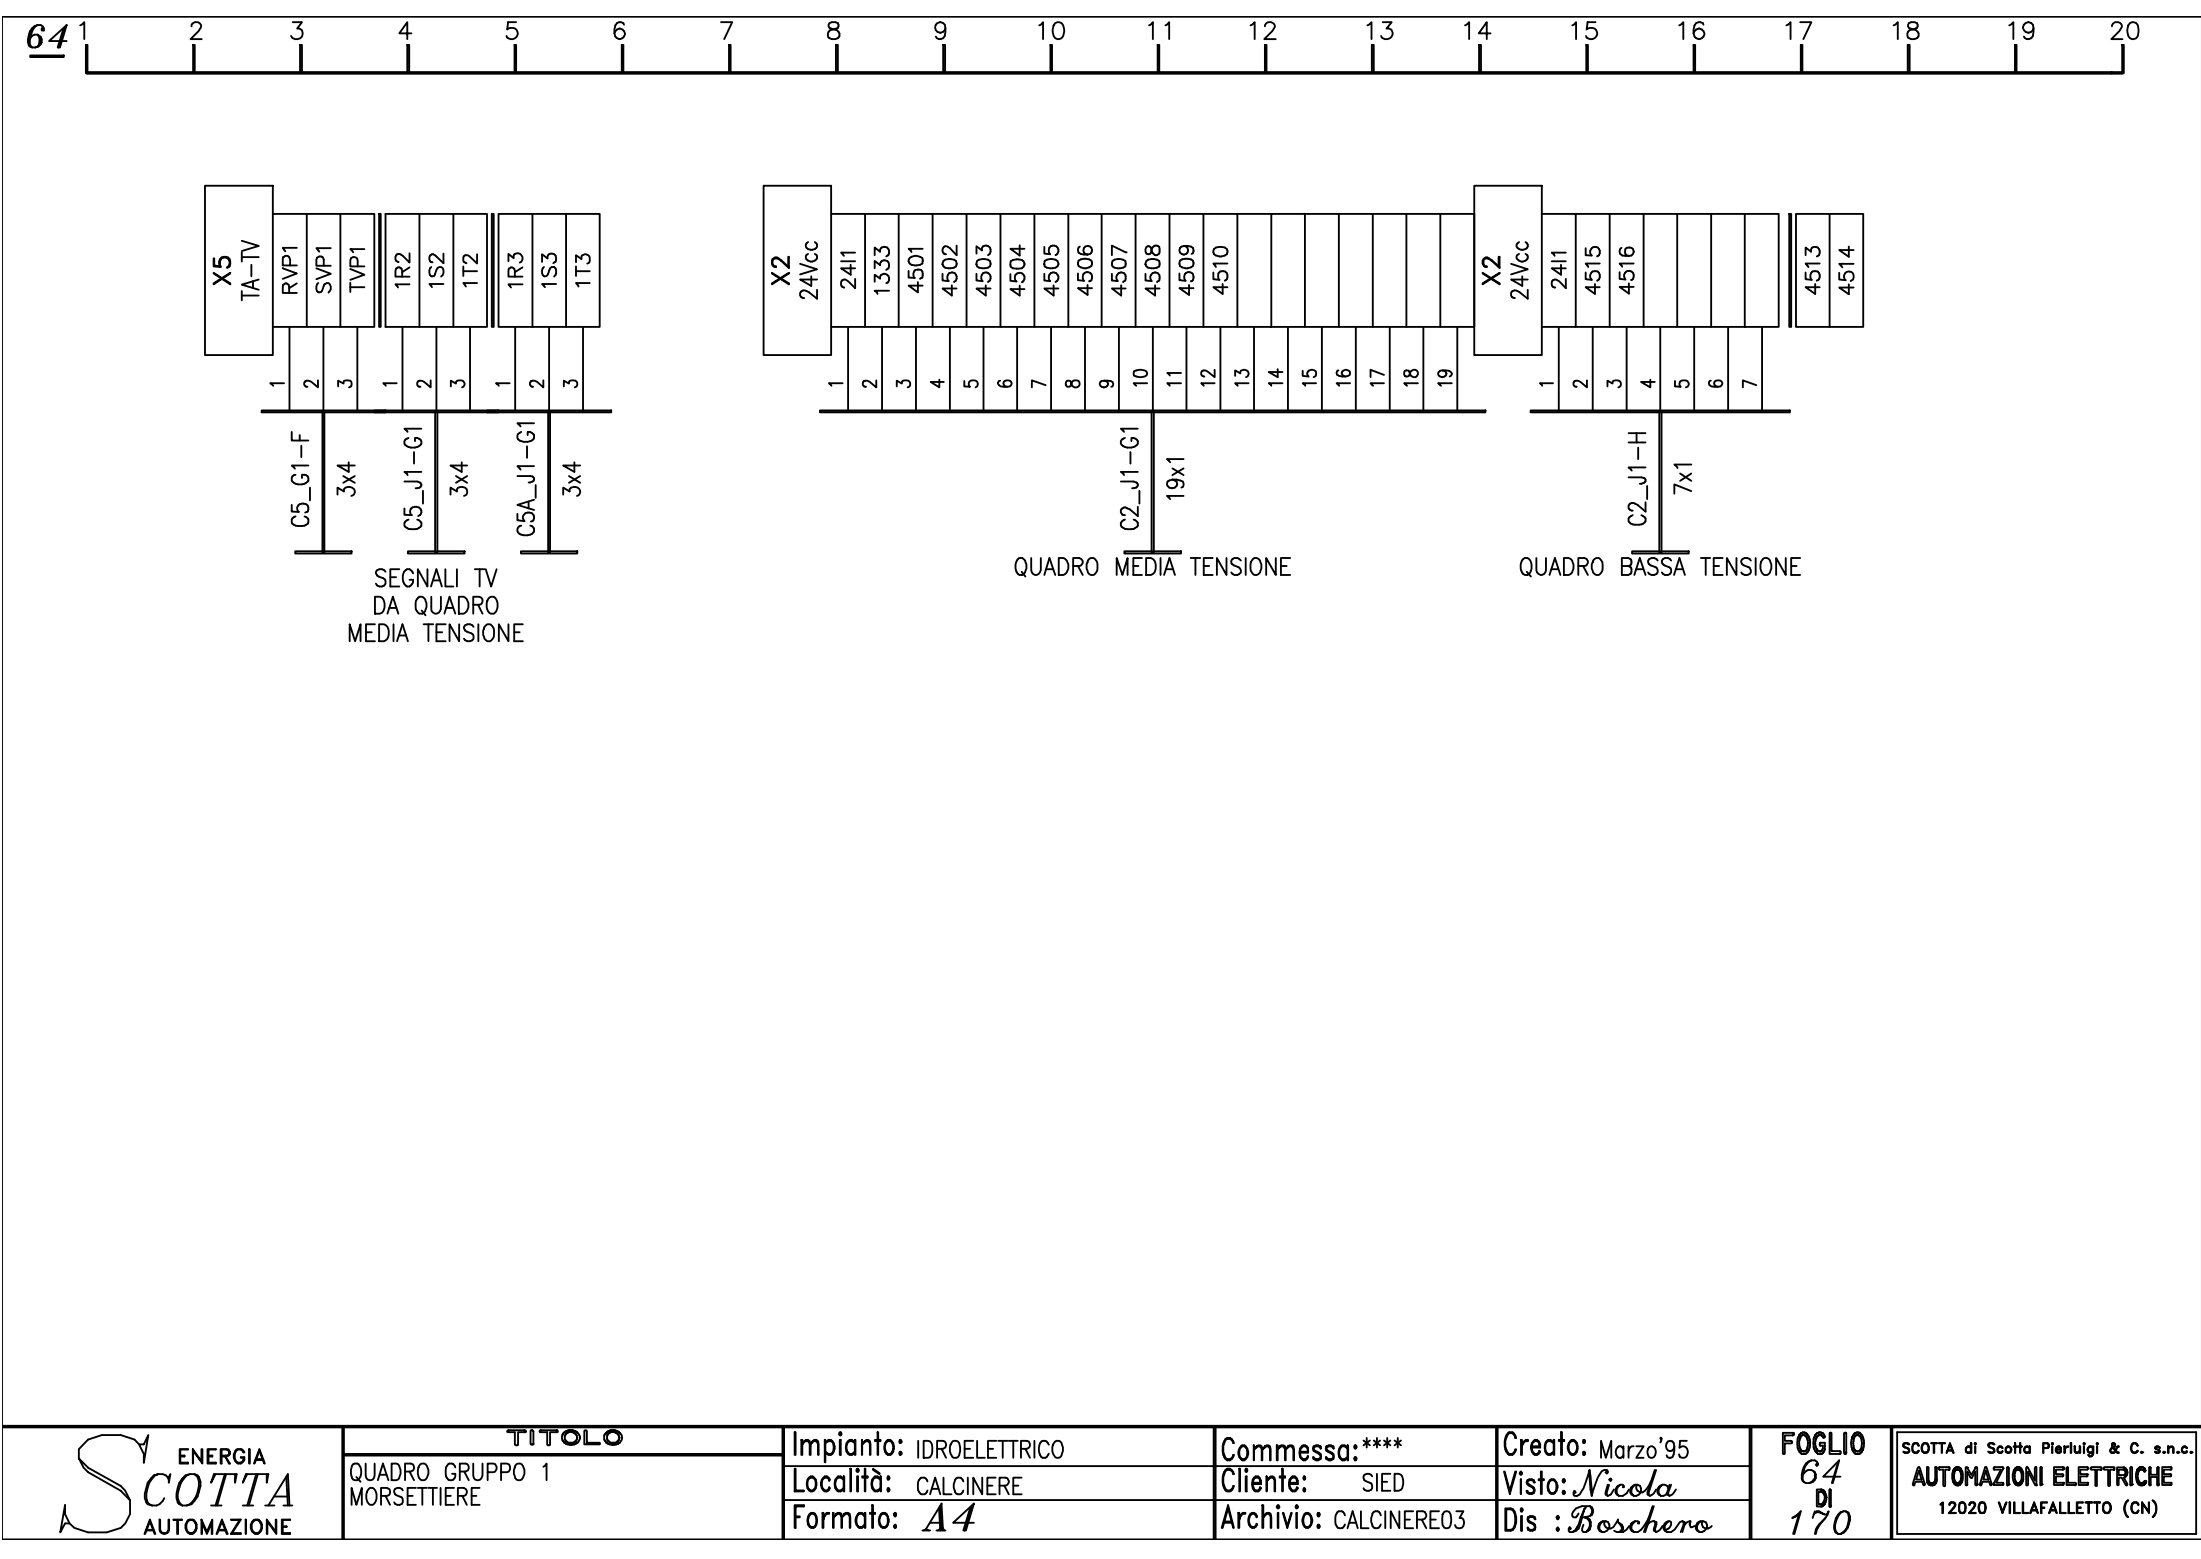 64 1 2 3 4 5 6 7 8 9 10 11 12 13 14 15 16 17 18 19 20
X5
TA-TV
RVP1
SVP1
TVP1
1R2
1S2
1T2
1R3
1S3
1T3
1 2 3 1 2 3 1 2 3
C5_G1-F
3x4
C5_J1-G1
3x4
C5A_J1-G1
3x4
SEGNALI TV
DA QUADRO
MEDIA TENSIONE
X2
24Vcc
24I1
1333
4501
4502
4503
4504
4505
4506
4507
4508
4509
4510
1 2 3 4 5 6 7 8 9 10 11 12 13 14 15 16 17 18 19
C2_J1-G1
19x1
QUADRO MEDIA TENSIONE
X2
24Vcc
24I1
4515
4516
4513
4514
1 2 3 4 5 6 7
C2_J1-H
7x1
QUADRO BASSA TENSIONE
ENERGIA
SCOTTA
AUTOMAZIONE
TITOLO
QUADRO GRUPPO 1
MORSETTIERE
Impianto: IDROELETTRICO
Località: CALCINERE
Formato: A4
Commessa: ****
Cliente: SIED
Archivio: CALCINERE03
Creato: Marzo'95
Visto: Nicola
Dis : Boschero
FOGLIO
64
DI
170
SCOTTA di Scotta Pierluigi & C. s.n.c.
AUTOMAZIONI ELETTRICHE
12020 VILLAFALLETTO (CN)